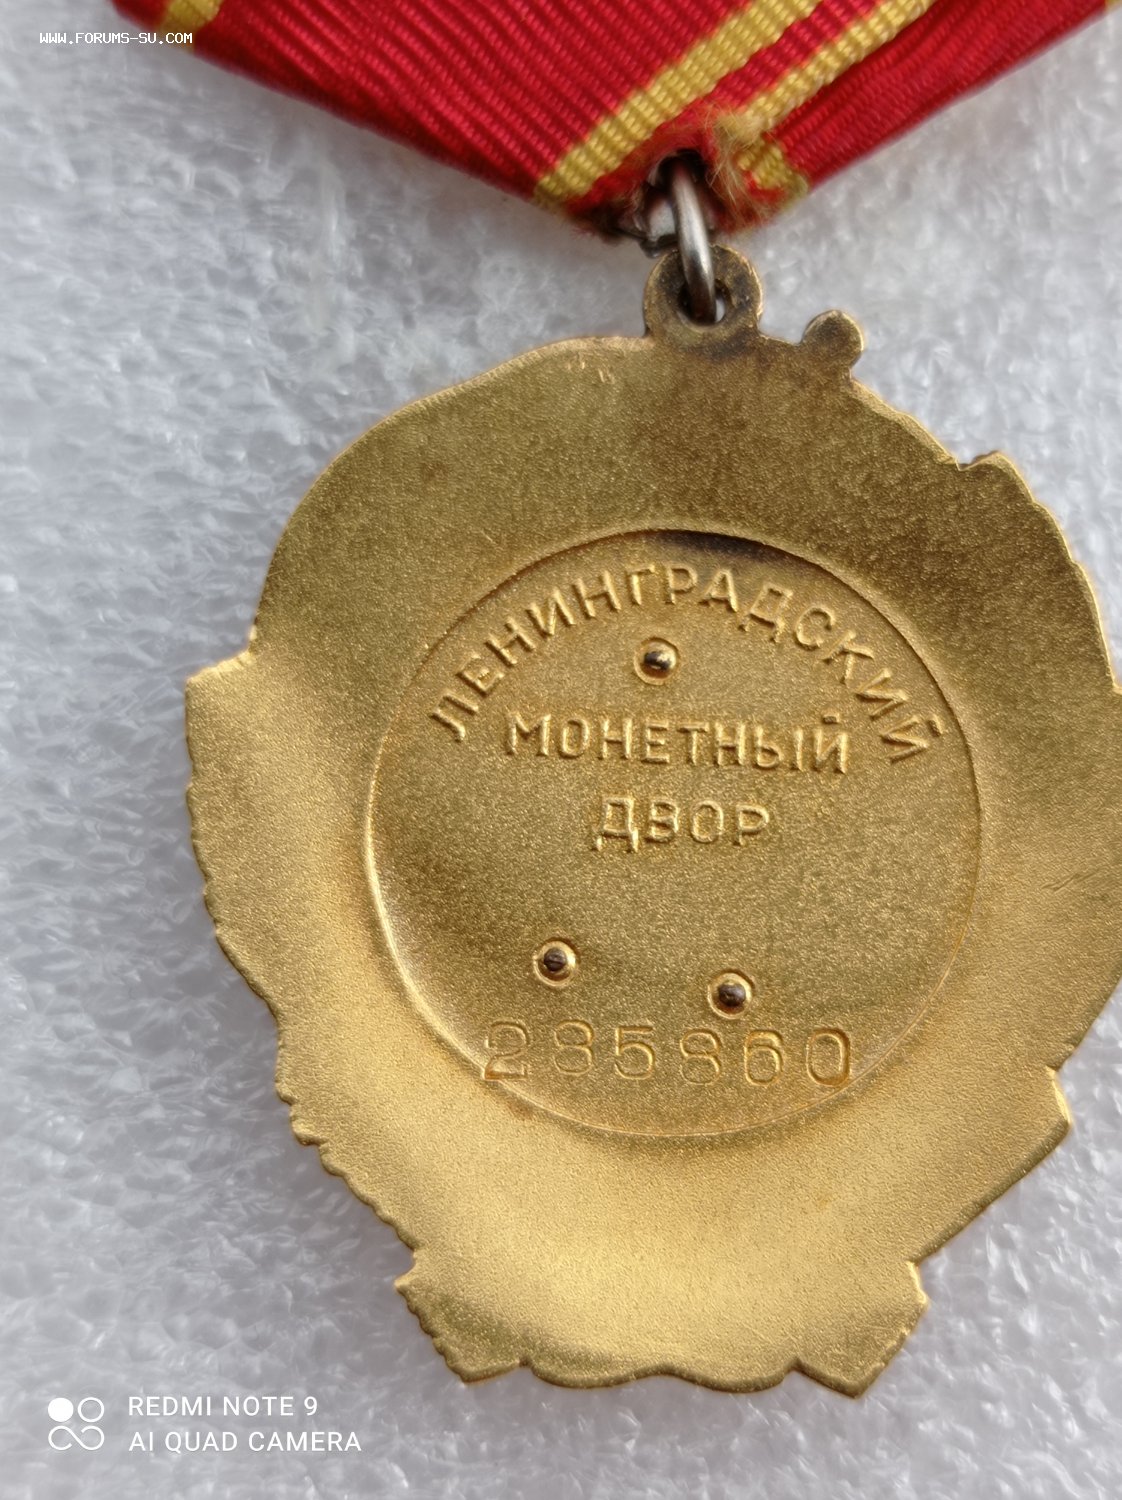 WWW.FORUMS-SU.COM
ЛЕНИНГРАДСКИЙ
МОНЕТНЫЙ
ДВОР
285860
REDMI NOTE 9
AI QUAD CAMERA